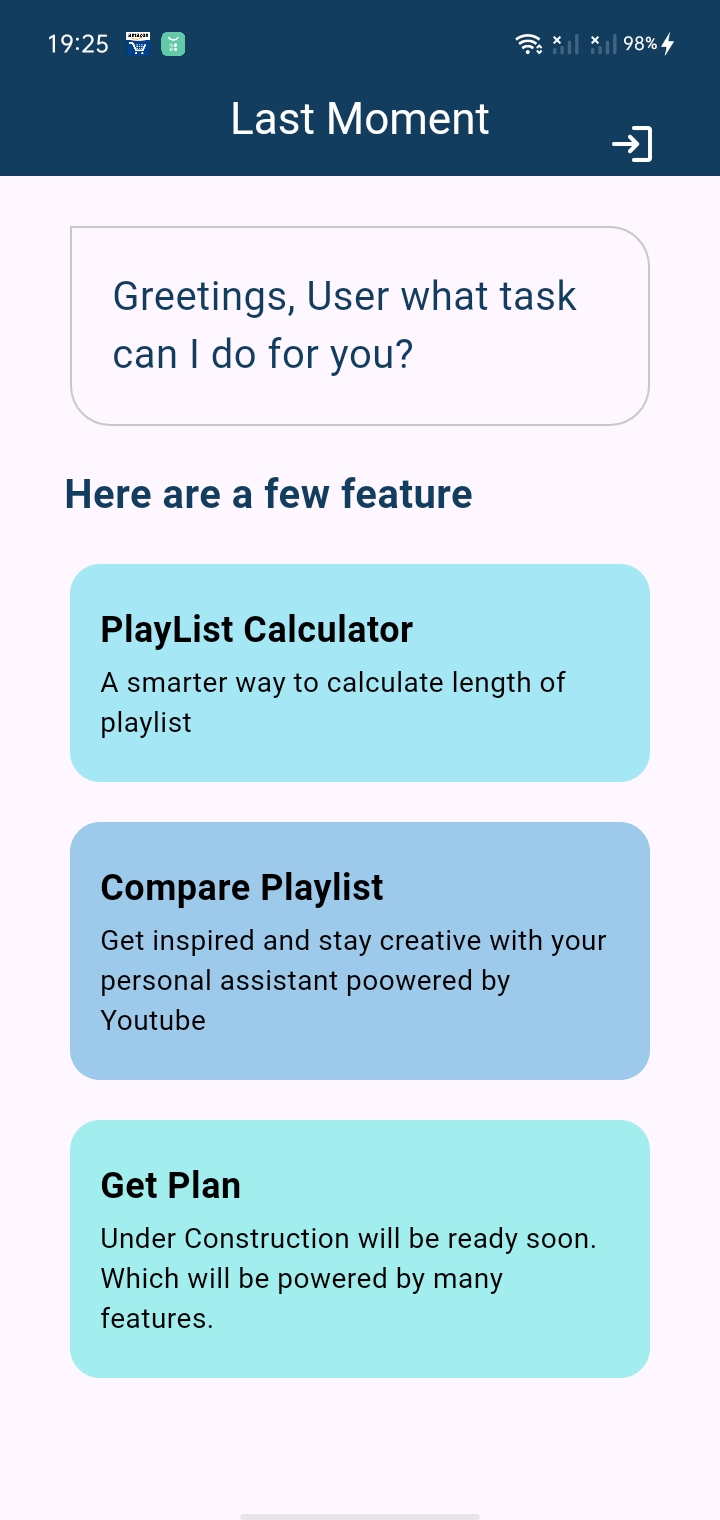 19:25
amazon
98%
Last Moment
Greetings, User what task
can I do for you?
Here are a few feature
PlayList Calculator
A smarter way to calculate length of
playlist
Compare Playlist
Get inspired and stay creative with your
personal assistant poowered by
Youtube
Get Plan
Under Construction will be ready soon.
Which will be powered by many
features.